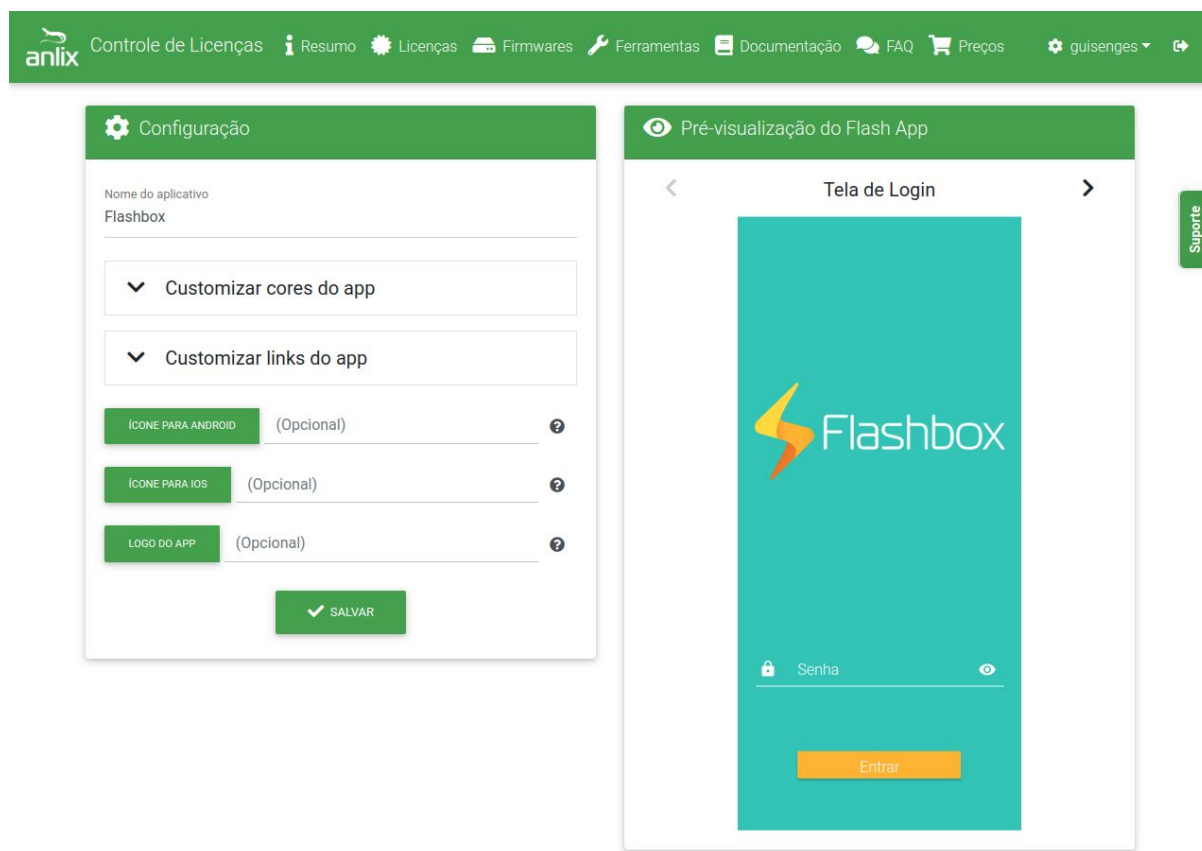 anlix Controle de Licenças Resumo Licenças Firmwares Ferramentas Documentação FAQ Preços guisenges
Configuração
Nome do aplicativo
Flashbox
Customizar cores do app
Customizar links do app
ÍCONE PARA ANDROID (Opcional)
ÍCONE PARA IOS (Opcional)
LOGO DO APP (Opcional)
SALVAR
Pré-visualização do Flash App
Tela de Login
Flashbox
Senha
Entrar
Suporte